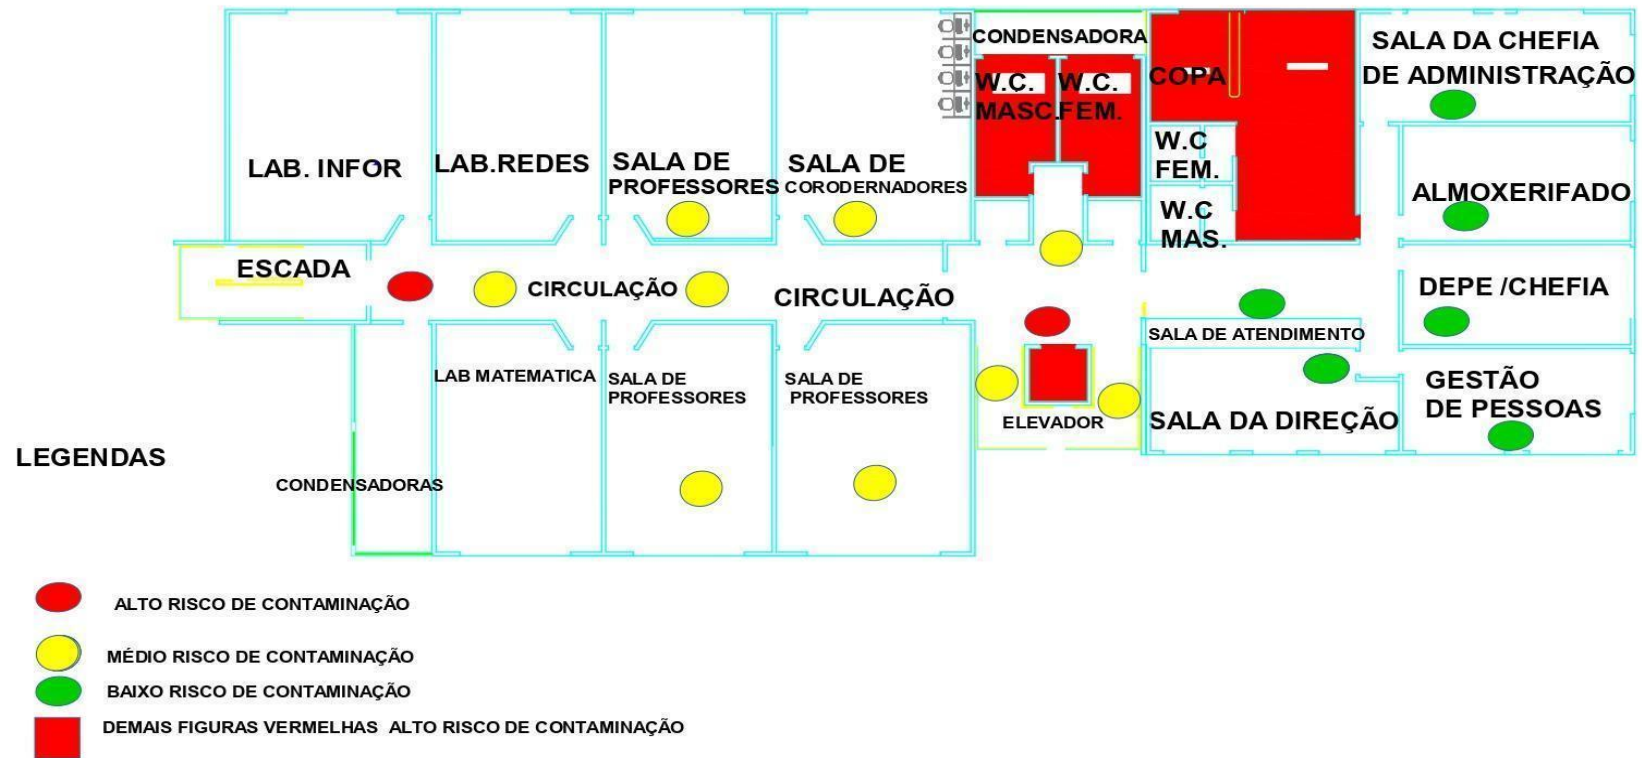 CONDENSADORA
SALA DA CHEFIA
DE ADMINISTRAÇÃO
W.C.
MASC.
W.C.
FEM.
COPA
LAB. INFOR
LAB.REDES
SALA DE
PROFESSORES
SALA DE
CORODERNADORES
W.C
FEM.
ALMOXERIFADO
W.C
MAS.
ESCADA
CIRCULAÇÃO
CIRCULAÇÃO
DEPE /CHEFIA
SALA DE ATENDIMENTO
LAB MATEMATICA
SALA DE
PROFESSORES
SALA DE
PROFESSORES
GESTÃO
DE PESSOAS
ELEVADOR
SALA DA DIREÇÃO
LEGENDAS
CONDENSADORAS
ALTO RISCO DE CONTAMINAÇÃO
MÉDIO RISCO DE CONTAMINAÇÃO
BAIXO RISCO DE CONTAMINAÇÃO
DEMAIS FIGURAS VERMELHAS ALTO RISCO DE CONTAMINAÇÃO